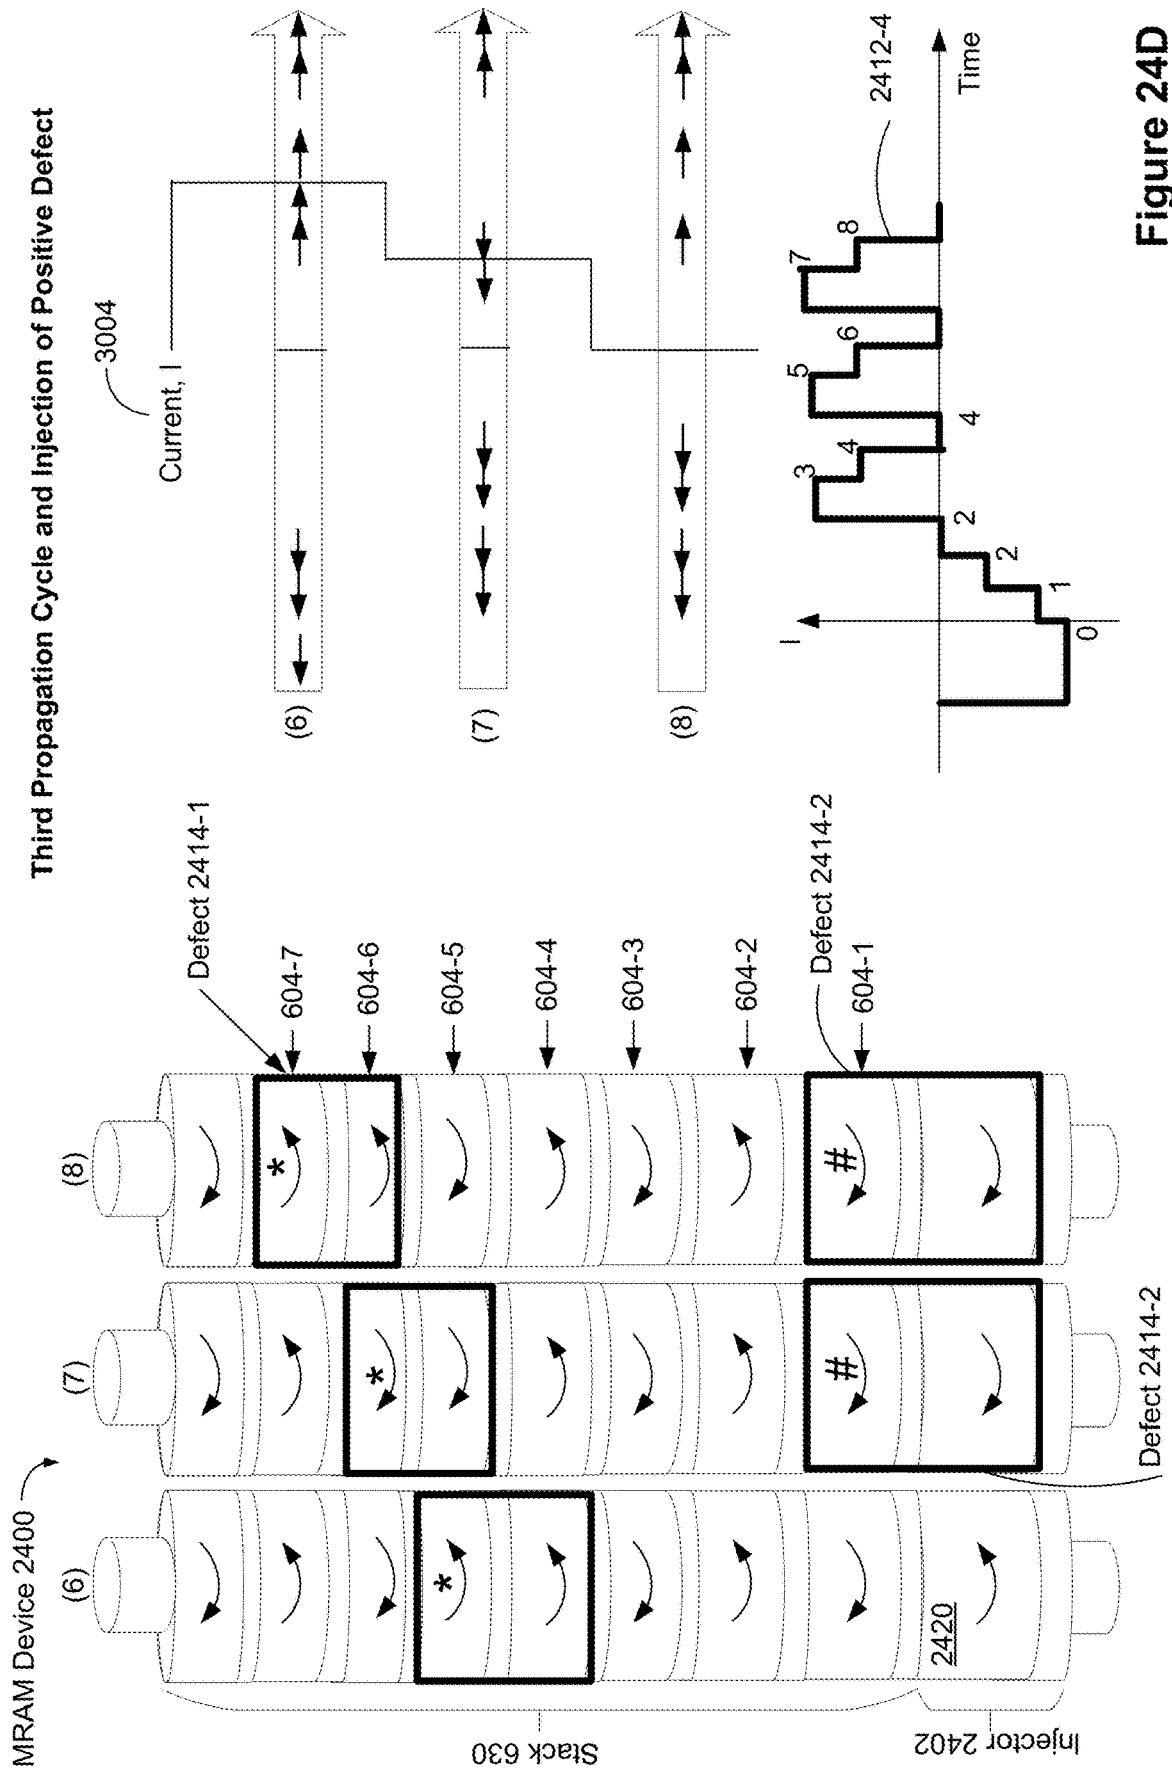 Third Propagation Cycle and Injection of Positive Defect
MRAM Device 2400
(6)
(7)
(8)
Defect 2414-1
604-7
604-6
604-5
604-4
604-3
604-2
Defect 2414-2
604-1
*
*
*
#
#
2420
Defect 2414-2
Stack 630
Injector 2402
3004
Current, I
(6)
(7)
(8)
I
0
1
2
2
3
4
4
5
6
7
8
2412-4
Time
Figure 24D